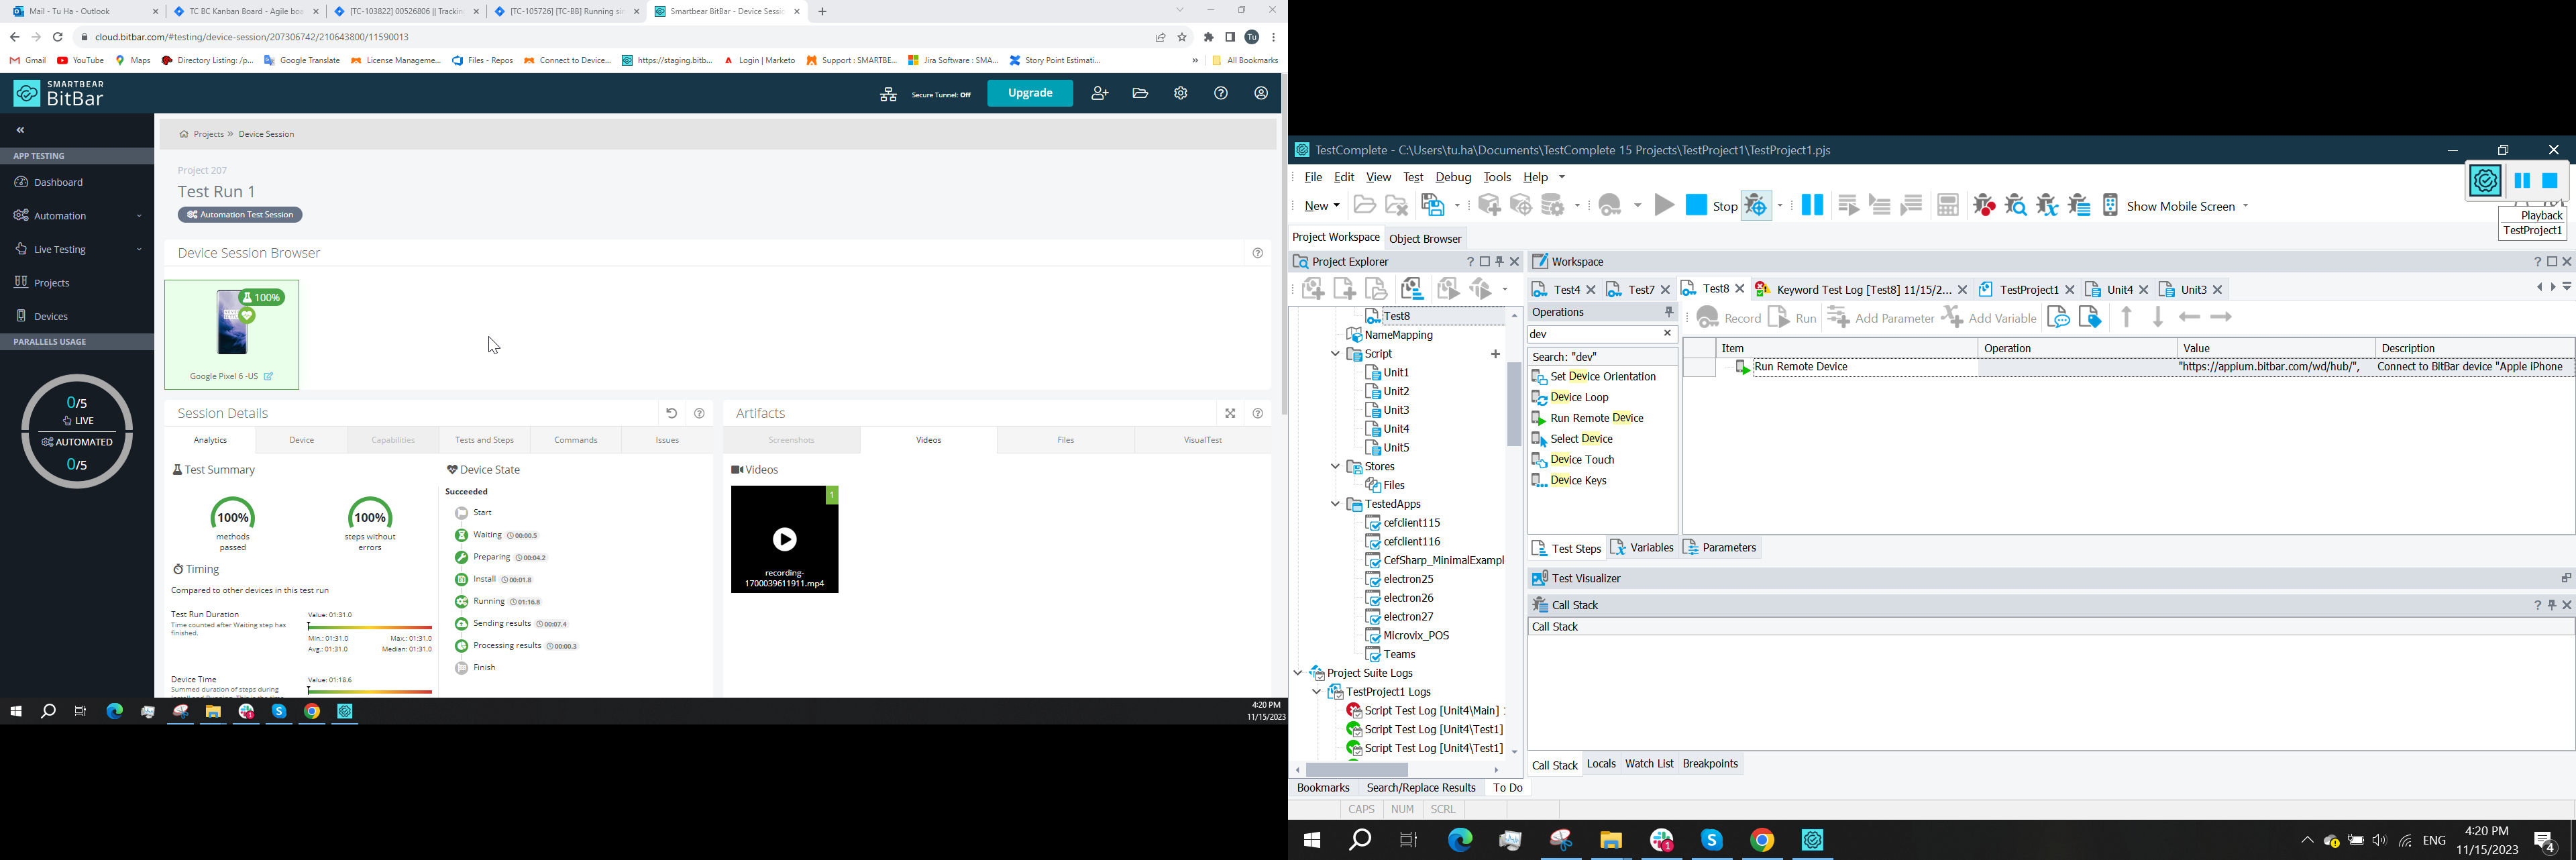 Mail - Tu Ha - Outlook
TC BC Kanban Board - Agile boa
[TC-103822] 00526806 || Trackin
[TC-105726] [TC-BB] Running sin
Smartbear BitBar - Device Sessio
cloud.bitbar.com/#testing/device-session/207306742/210643800/11590013
Tu
Gmail
YouTube
Maps
Directory Listing: /p...
Google Translate
License Manageme...
Files - Repos
Connect to Device...
https://staging.bitb...
Login | Marketo
Support : SMARTBE...
Jira Software : SMA...
Story Point Estimati...
»
All Bookmarks
SMARTBEAR
BitBar
Secure Tunnel: Off
Upgrade
APP TESTING
Dashboard
Automation
Live Testing
Projects
Devices
PARALLELS USAGE
0/5
LIVE
AUTOMATED
0/5
Projects » Device Session
Project 207
Test Run 1
Automation Test Session
Device Session Browser
100%
Google Pixel 6 -US
Session Details
Analytics
Device
Capabilities
Tests and Steps
Commands
Issues
Test Summary
100%
methods
passed
100%
steps without
errors
Timing
Compared to other devices in this test run
Test Run Duration
Time counted after Waiting step has
finished.
Value: 01:31.0
Min.: 01:31.0
Max.: 01:31.0
Avg.: 01:31.0
Median: 01:31.0
Device Time
Summed duration of steps during
Value: 01:18.6
Device State
Succeeded
Start
Waiting 00:00.5
Preparing 00:04.2
Install 00:01.8
Running 01:16.8
Sending results 00:07.4
Processing results 00:00.3
Finish
Artifacts
Screenshots
Videos
Files
VisualTest
Videos
1
recording-
1700039611911.mp4
4:20 PM
11/15/2023
TestComplete - C:\Users\tu.ha\Documents\TestComplete 15 Projects\TestProject1\TestProject1.pjs
File Edit View Test Debug Tools Help
New
Stop
Show Mobile Screen
Playback
TestProject1
Project Workspace
Object Browser
Project Explorer
Test8
NameMapping
Script
Unit1
Unit2
Unit3
Unit4
Unit5
Stores
Files
TestedApps
cefclient115
cefclient116
CefSharp_MinimalExampl
electron25
electron26
electron27
Microvix_POS
Teams
Project Suite Logs
TestProject1 Logs
Script Test Log [Unit4\Main] :
Script Test Log [Unit4\Test1]
Script Test Log [Unit4\Test1]
Bookmarks
Search/Replace Results
To Do
CAPS NUM SCRL
Workspace
Test4
Test7
Test8
Keyword Test Log [Test8] 11/15/2...
TestProject1
Unit4
Unit3
Operations
dev
Search: "dev"
Set Device Orientation
Device Loop
Run Remote Device
Select Device
Device Touch
Device Keys
Record
Run
Add Parameter
Add Variable
Item
Operation
Value
Description
Run Remote Device
"https://appium.bitbar.com/wd/hub/",
Connect to BitBar device "Apple iPhone
Test Steps
Variables
Parameters
Test Visualizer
Call Stack
Call Stack
Call Stack
Locals
Watch List
Breakpoints
ENG
4:20 PM
11/15/2023
4